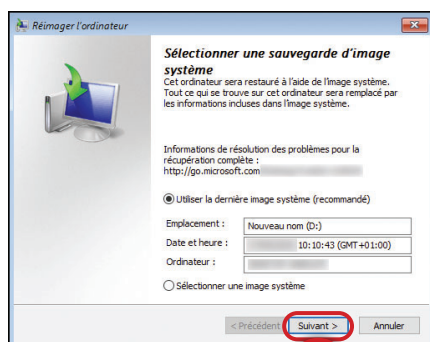 Réimager l'ordinateur
Sélectionner une sauvegarde d'image
système
Cet ordinateur sera restauré à l'aide de l'image système.
Tout ce qui se trouve sur cet ordinateur sera remplacé par
les informations incluses dans l'image système.
Informations de résolution des problèmes pour la
récupération complète :
http://go.microsoft.com
Utiliser la dernière image système (recommandé)
Emplacement : Nouveau nom (D:)
Date et heure : 10:10:43 (GMT+01:00)
Ordinateur :
Sélectionner une image système
< Précédent Suivant > Annuler